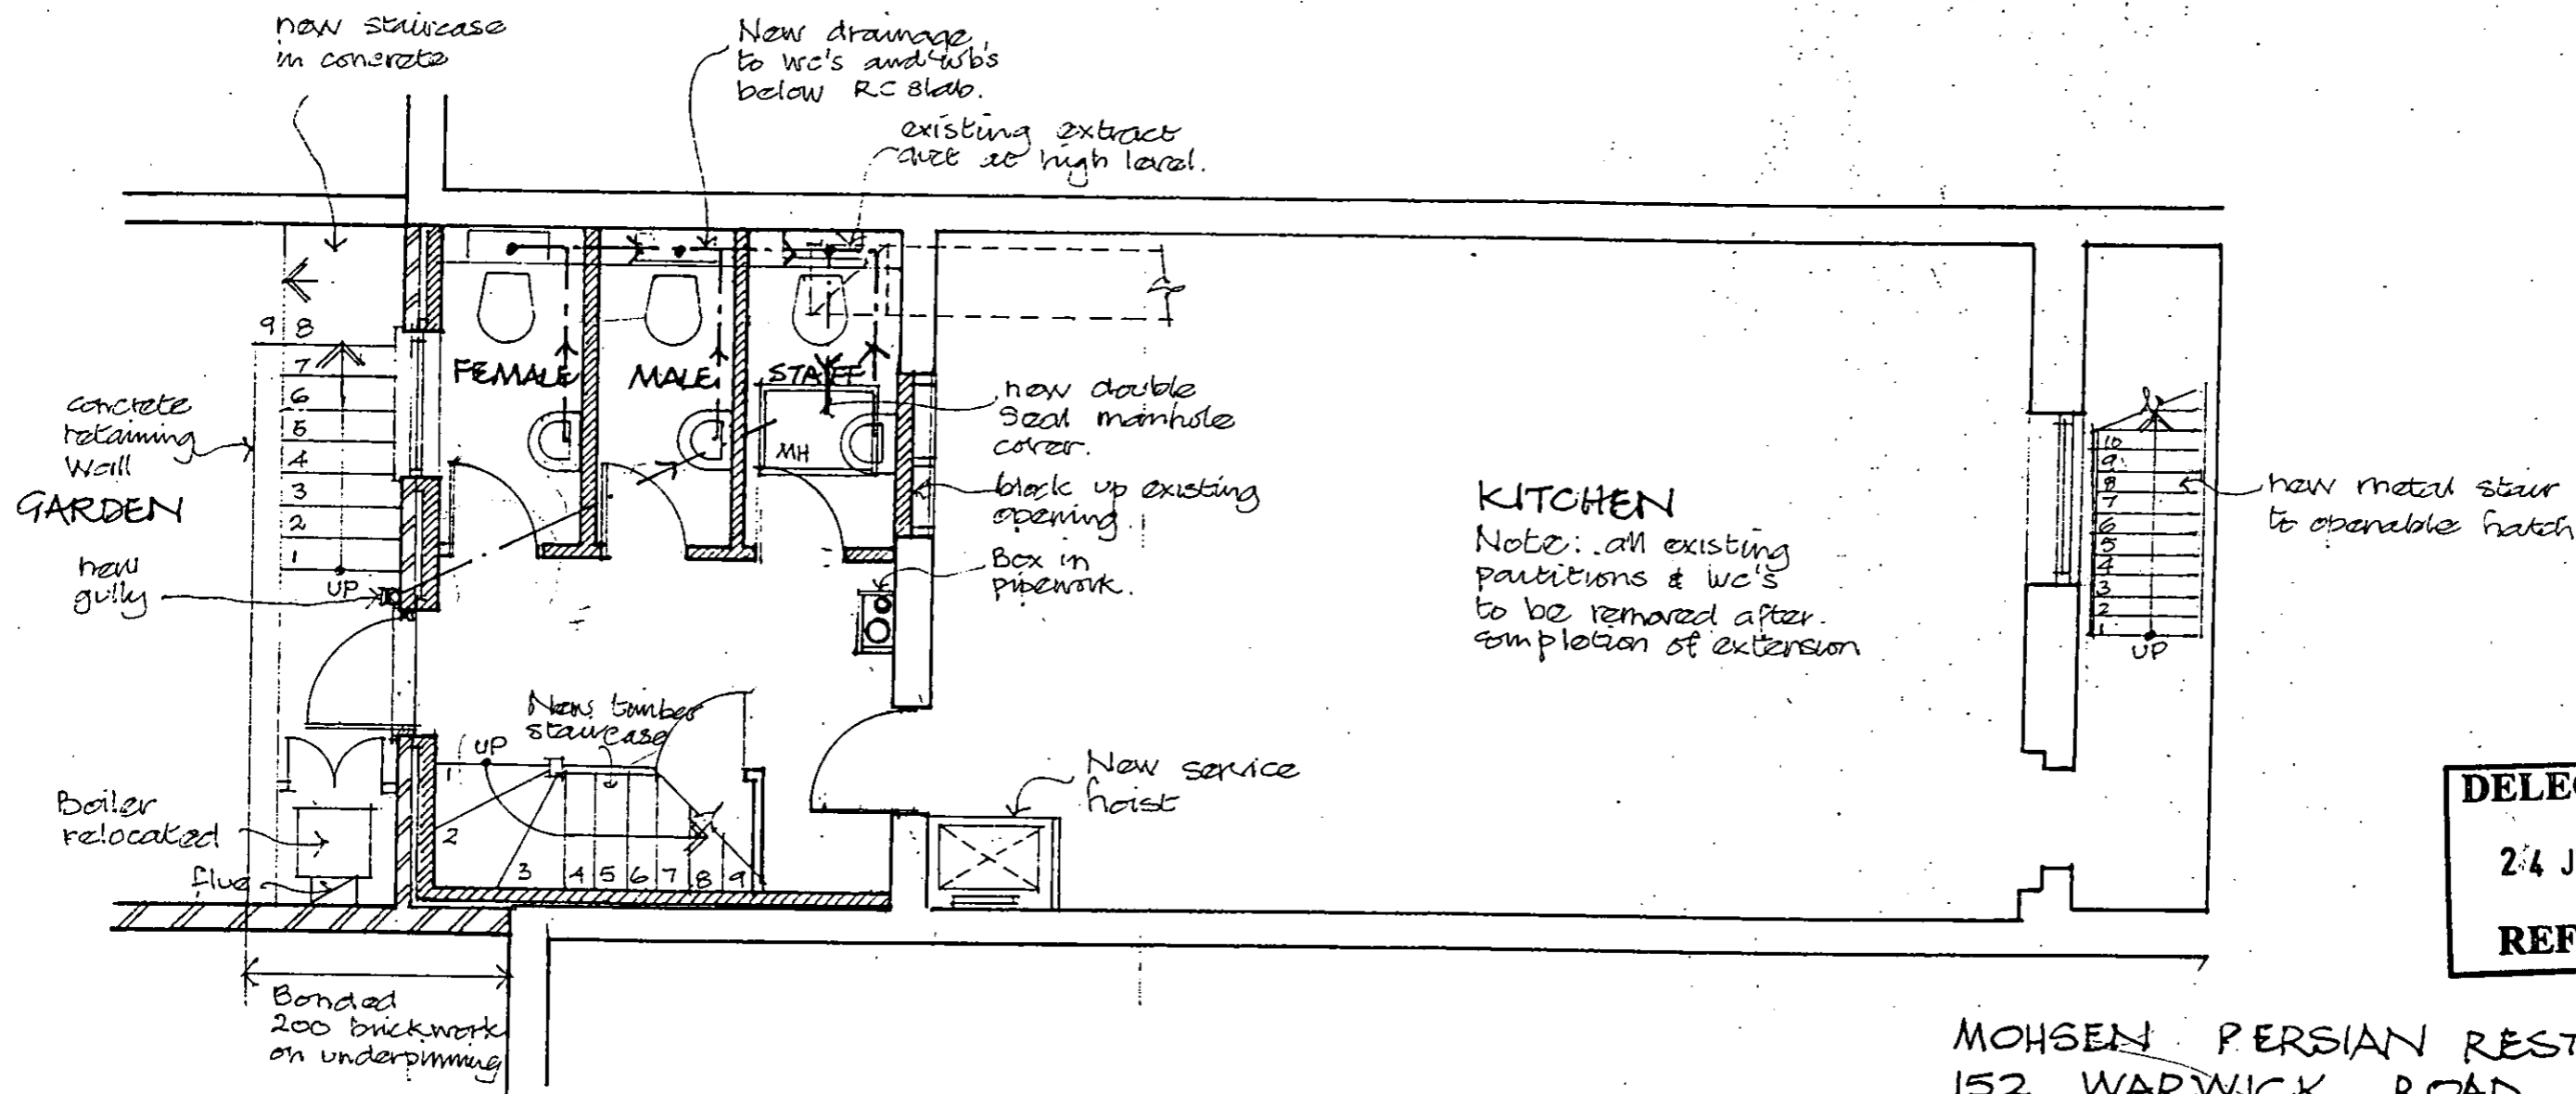 new staircase
in concrete
New drainage
to wc's and wb's
below RC slab.
existing extract
duct at high level.
9 8
7
6
5
4
3
2
1
UP
concrete
retaining
wall
GARDEN
new
gully
FEMALE
MALE
STAFF
MH
new double
seal manhole
cover.
block up existing
opening.
Box in
pipework.
KITCHEN
Note: all existing
partitions & wc's
to be removed after
completion of extension
10
9
8
7
6
5
4
3
2
1
UP
new metal stair
to openable hatch
New timber
staircase
UP
1
2
3 4 5 6 7 8 9
New service
hoist
Boiler
relocated
flue
Bonded
200 brickwork
on underpinning
DELEG
24 J
REF
MOHSEN PERSIAN REST
152 WARWICK ROAD